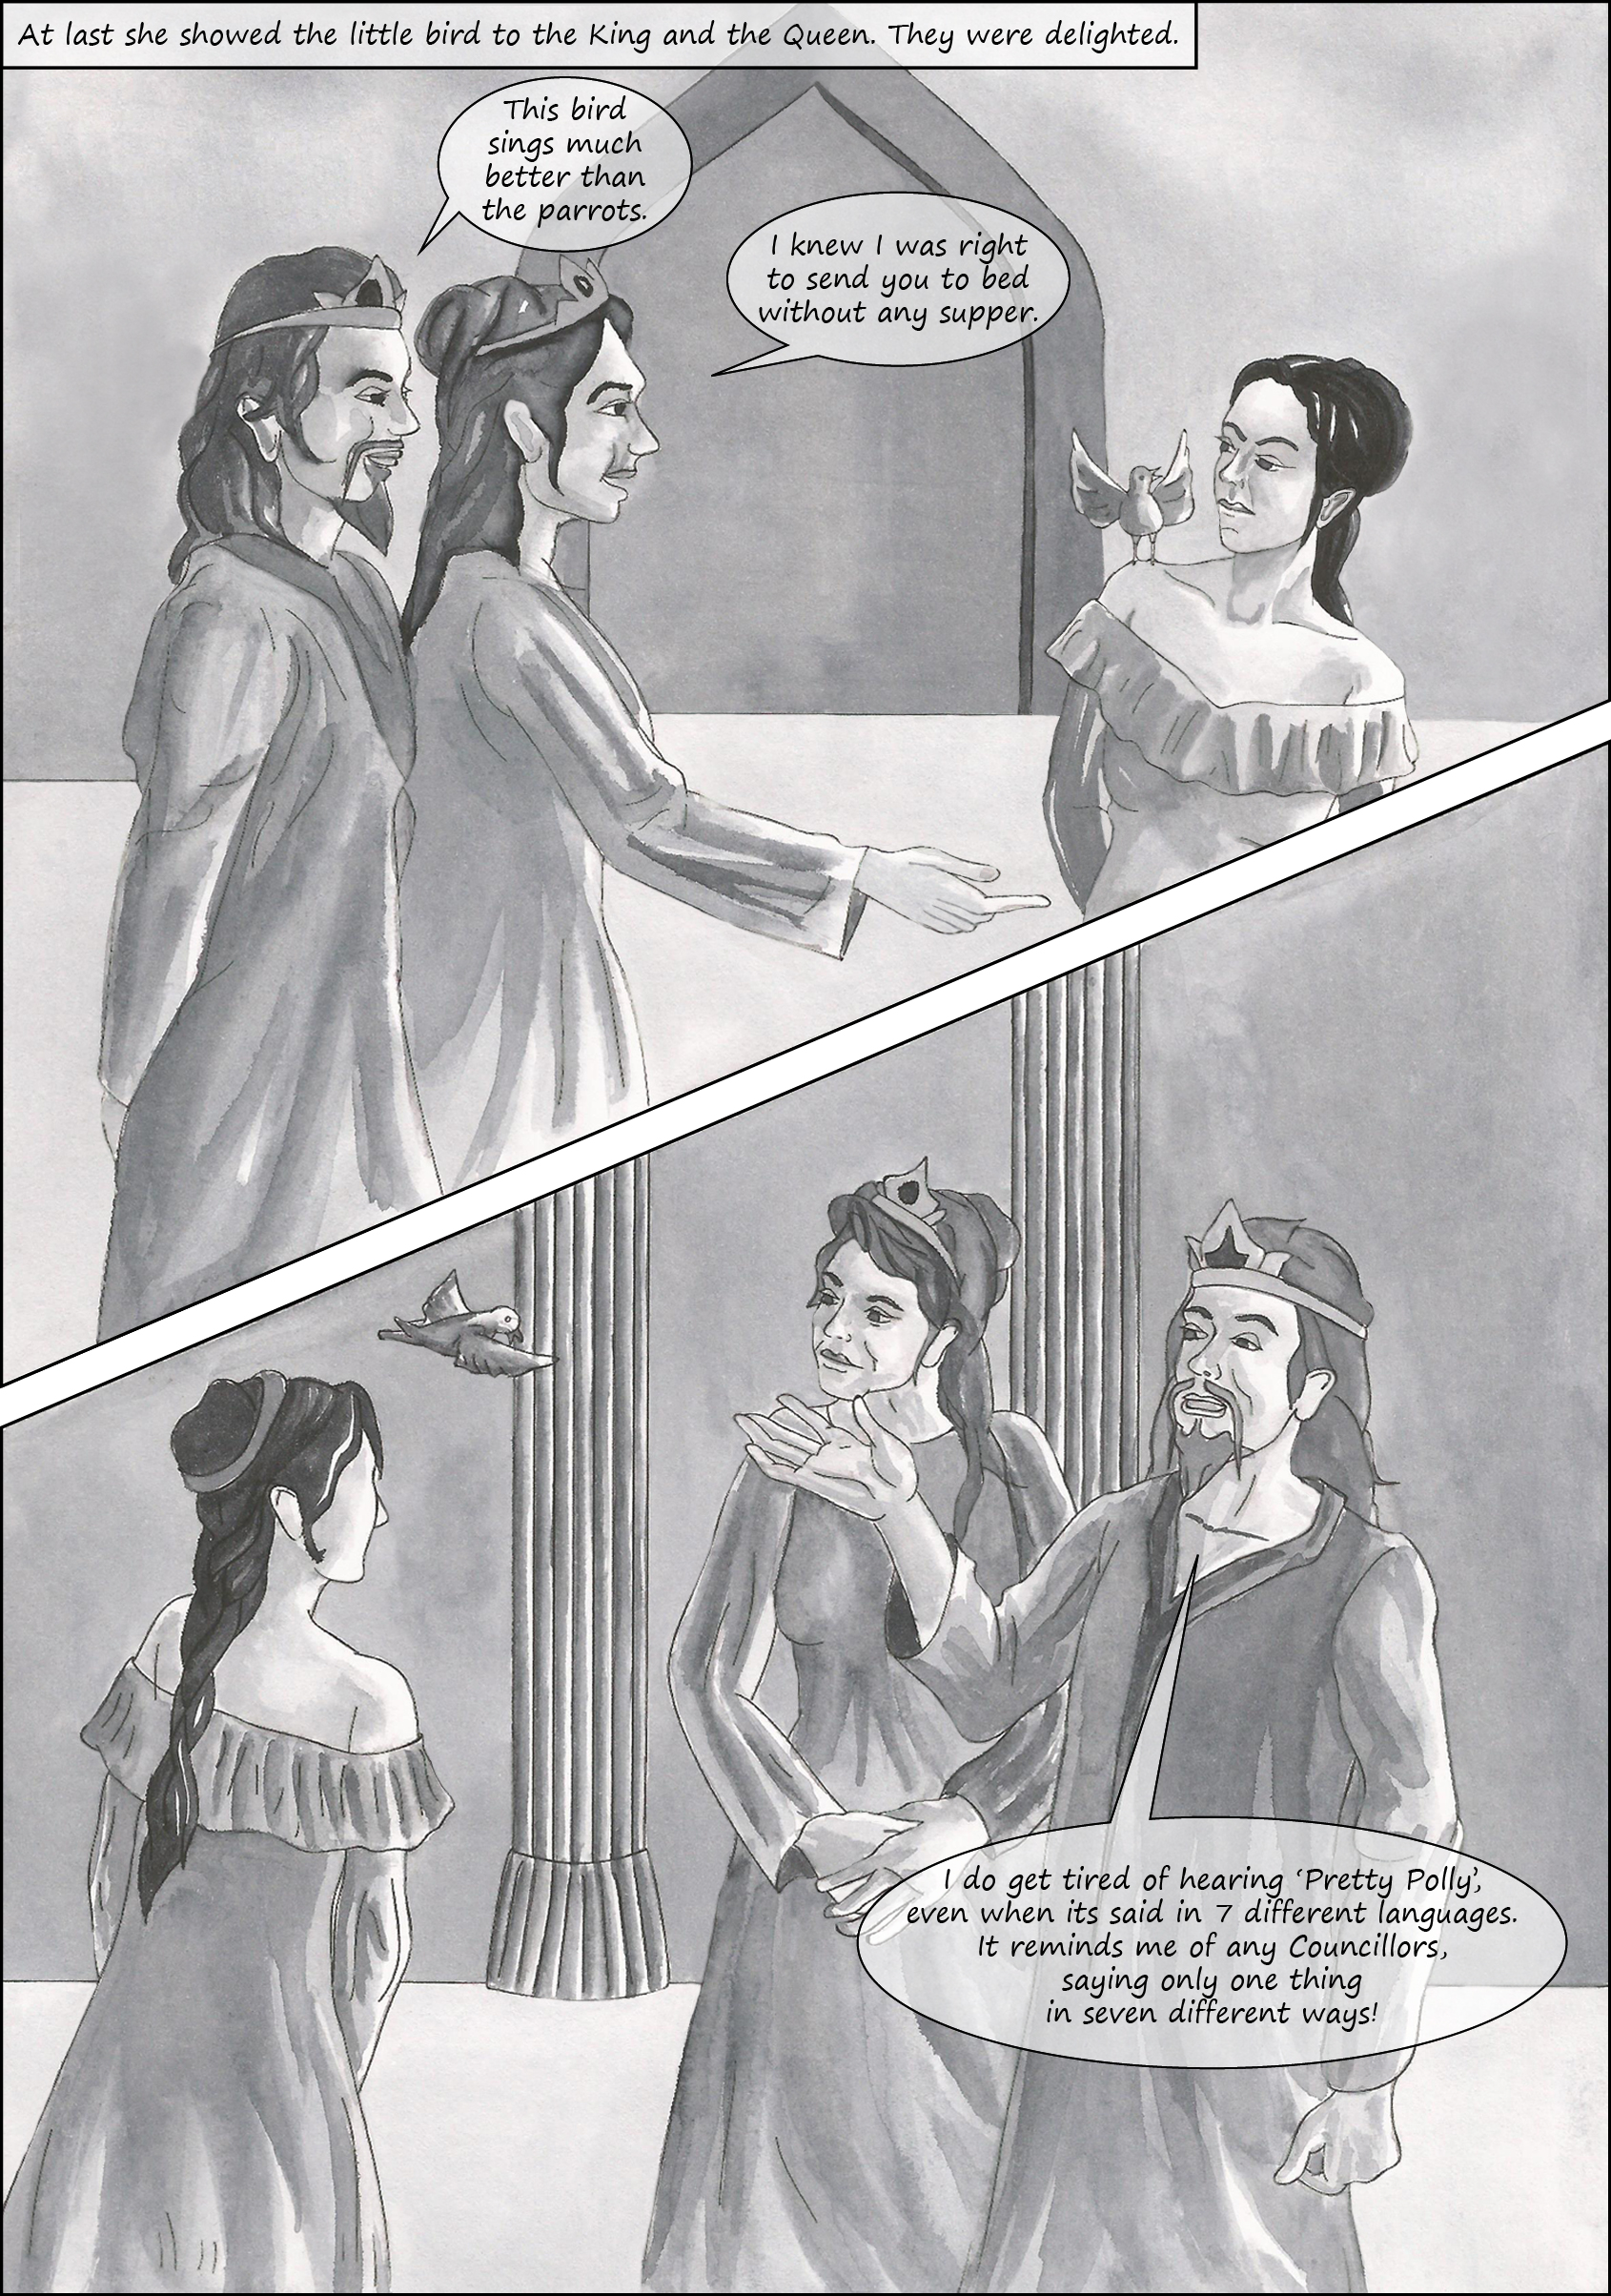 At last she showed the little bird to the King and the Queen. They were delighted.
This bird
sings much
better than
the parrots.
I knew I was right
to send you to bed
without any supper.
I do get tired of hearing ‘Pretty Polly’,
even when its said in 7 different languages.
It reminds me of any Councillors,
saying only one thing
in seven different ways!